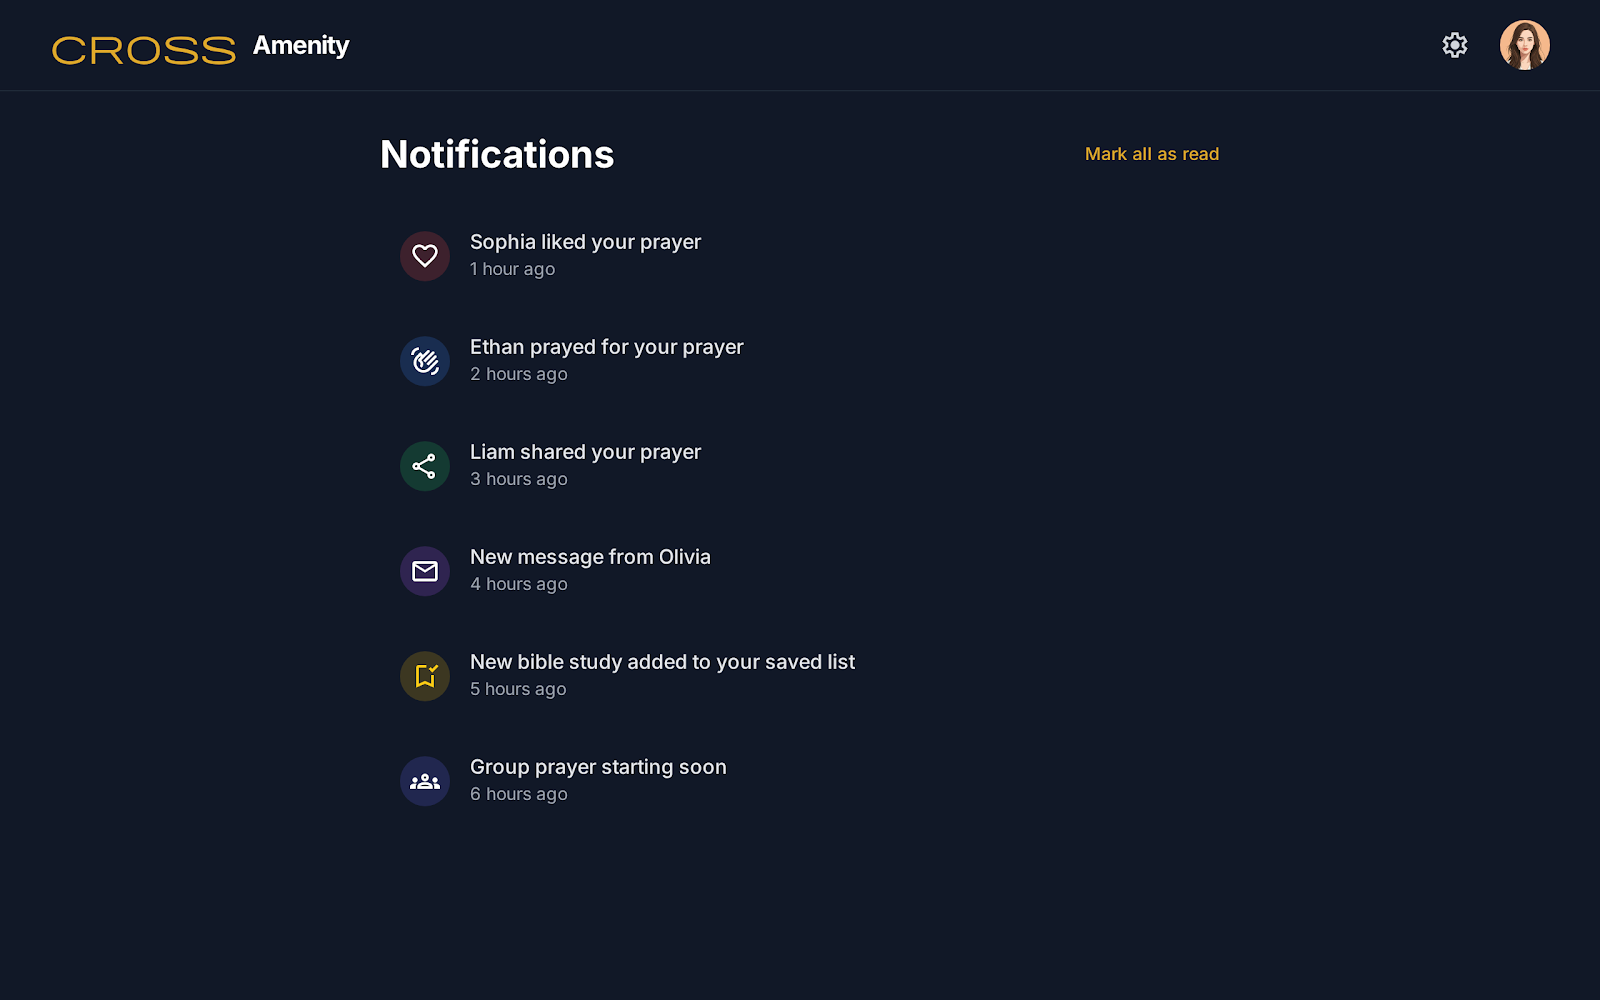 CROSS Amenity
Notifications
Mark all as read
Sophia liked your prayer
1 hour ago
Ethan prayed for your prayer
2 hours ago
Liam shared your prayer
3 hours ago
New message from Olivia
4 hours ago
New bible study added to your saved list
5 hours ago
Group prayer starting soon
6 hours ago